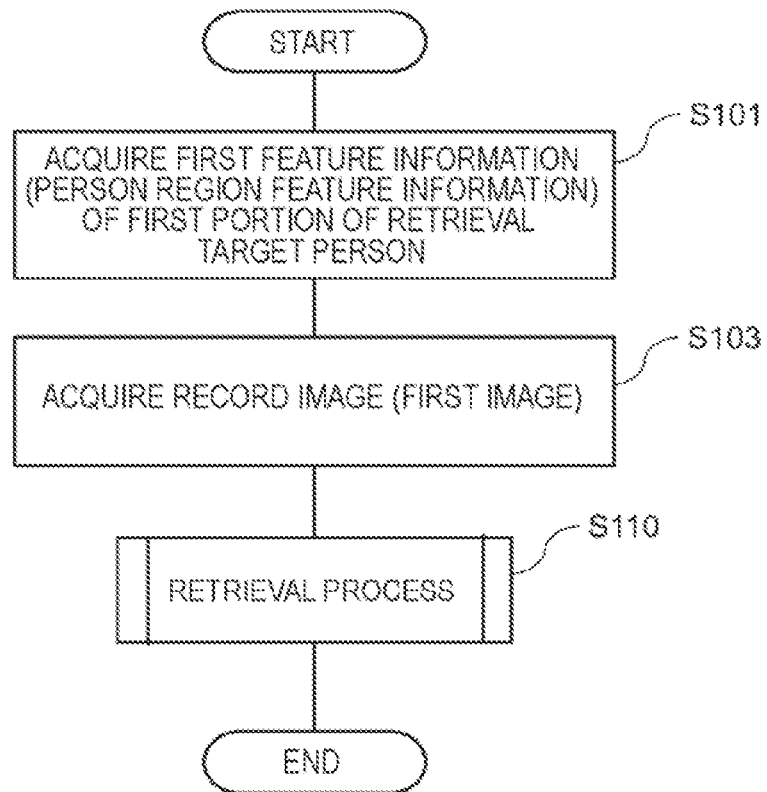 START
S101
ACQUIRE FIRST FEATURE INFORMATION
(PERSON REGION FEATURE INFORMATION)
OF FIRST PORTION OF RETRIEVAL
TARGET PERSON
S103
ACQUIRE RECORD IMAGE (FIRST IMAGE)
S110
RETRIEVAL PROCESS
END